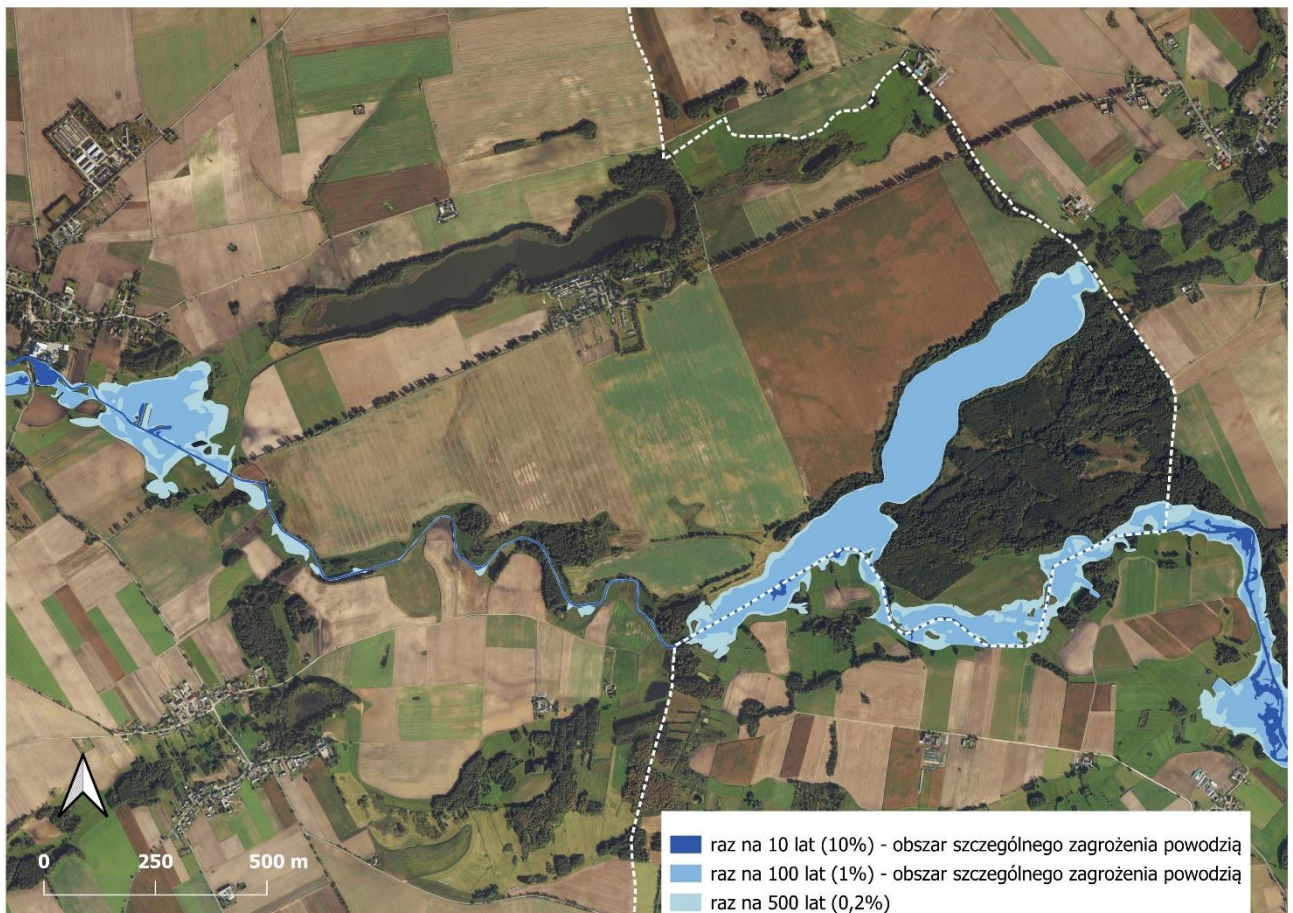 0 250 500 m
raz na 10 lat (10%) - obszar szczególnego zagrożenia powodzią
raz na 100 lat (1%) - obszar szczególnego zagrożenia powodzią
raz na 500 lat (0,2%)